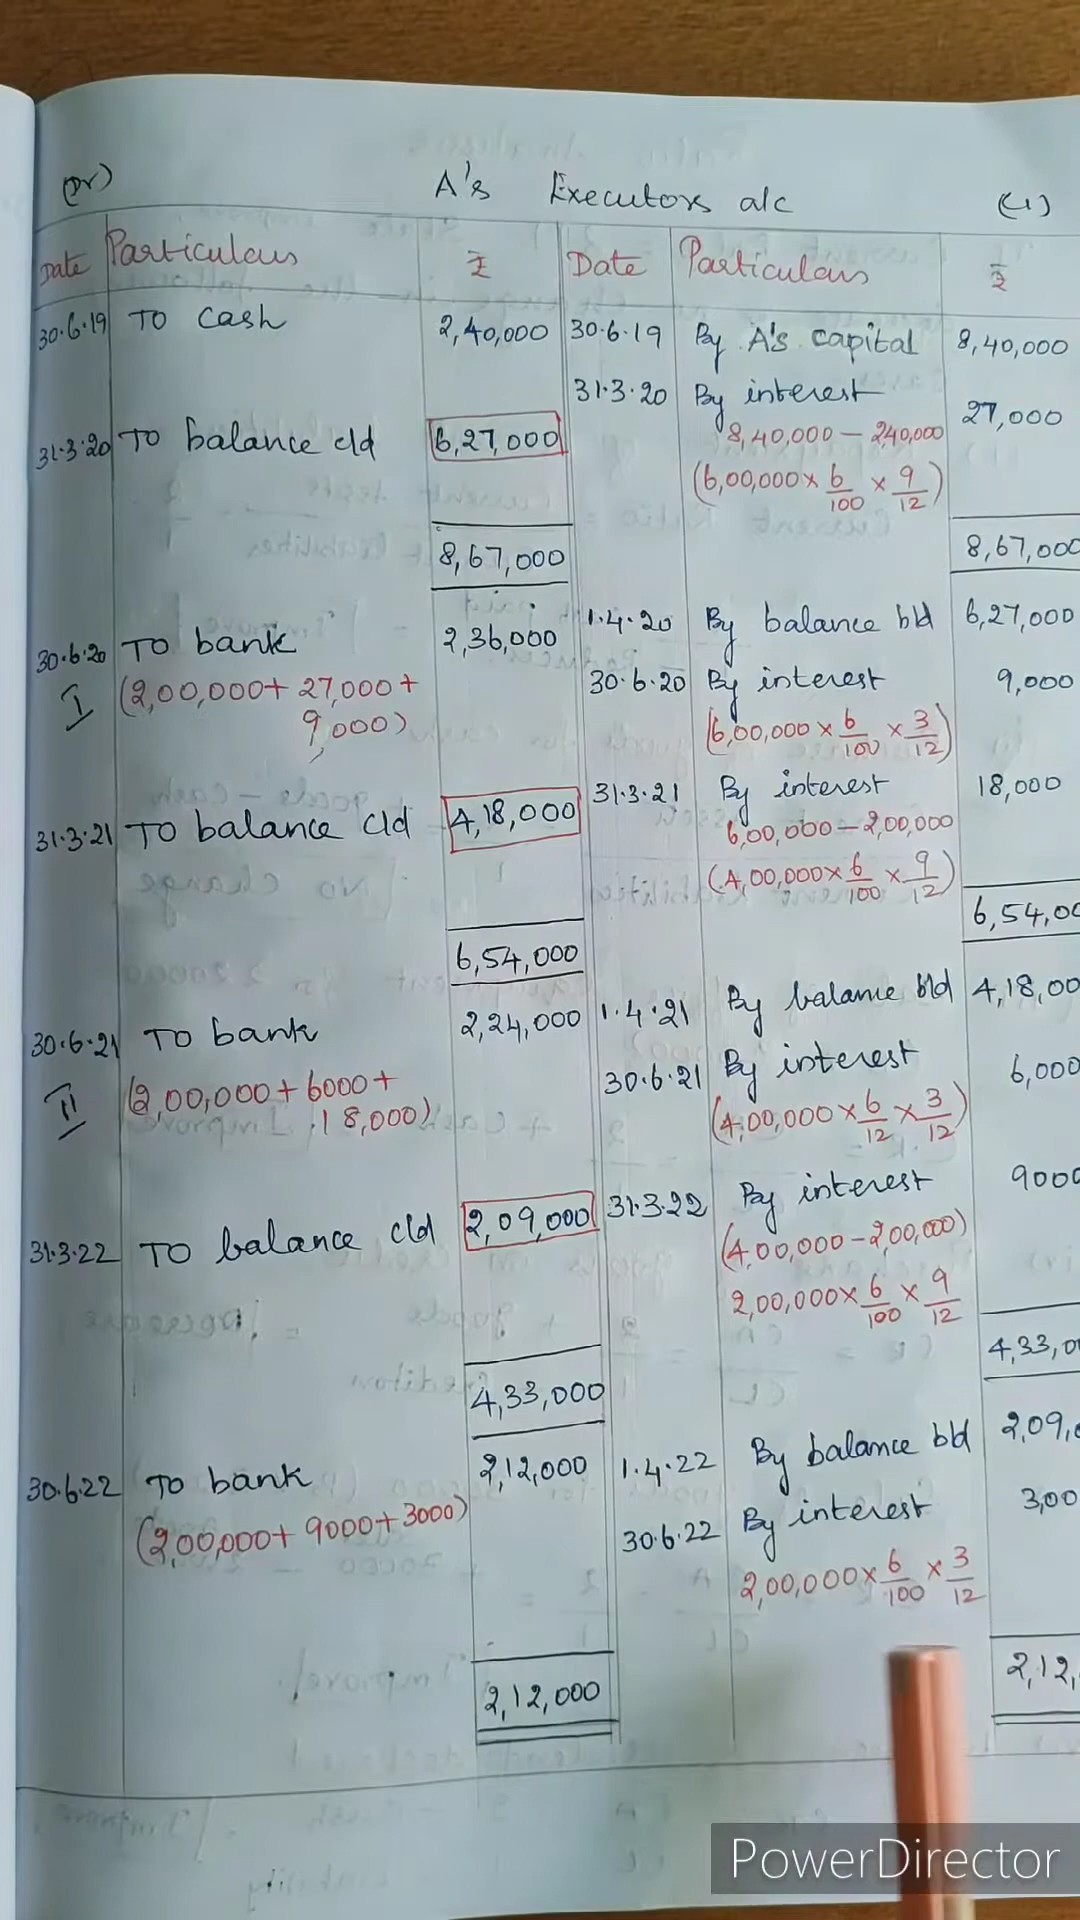 (Dr) A's Executors a/c (r)
Date Particulars ₹ Date Particulars ₹
30.6.19 To cash 2,40,000 30.6.19 By A's capital 8,40,000
31.3.20 By interest 27,000
31.3.20 To balance c/d 6,27,000 8,40,000 - 240,000
(6,00,000 × 6/100 × 9/12)
8,67,000 8,67,000
30.6.20 To bank 2,36,000 1.4.20 By balance b/d 6,27,000
I (2,00,000 + 27,000 + 30.6.20 By interest 9,000
9,000) (6,00,000 × 6/100 × 3/12)
31.3.21 By interest 18,000
31.3.21 To balance c/d 4,18,000 6,00,000 - 2,00,000
(4,00,000 × 6/100 × 9/12)
6,54,000 6,54,00
30.6.21 To bank 2,24,000 1.4.21 By balance b/d 4,18,00
II (2,00,000 + 6000 + 30.6.21 By interest 6,000
18,000) (4,00,000 × 6/12 × 3/12)
31.3.22 To balance c/d 2,09,000 31.3.22 By interest 9000
(4,00,000 - 2,00,000)
2,00,000 × 6/100 × 9/12
4,33,000 4,33,0
30.6.22 To bank 2,12,000 1.4.22 By balance b/d 2,09,
(2,00,000 + 9000 + 3000) 30.6.22 By interest 3,00
2,00,000 × 6/100 × 3/12
2,12,000 2,12,
PowerDirector